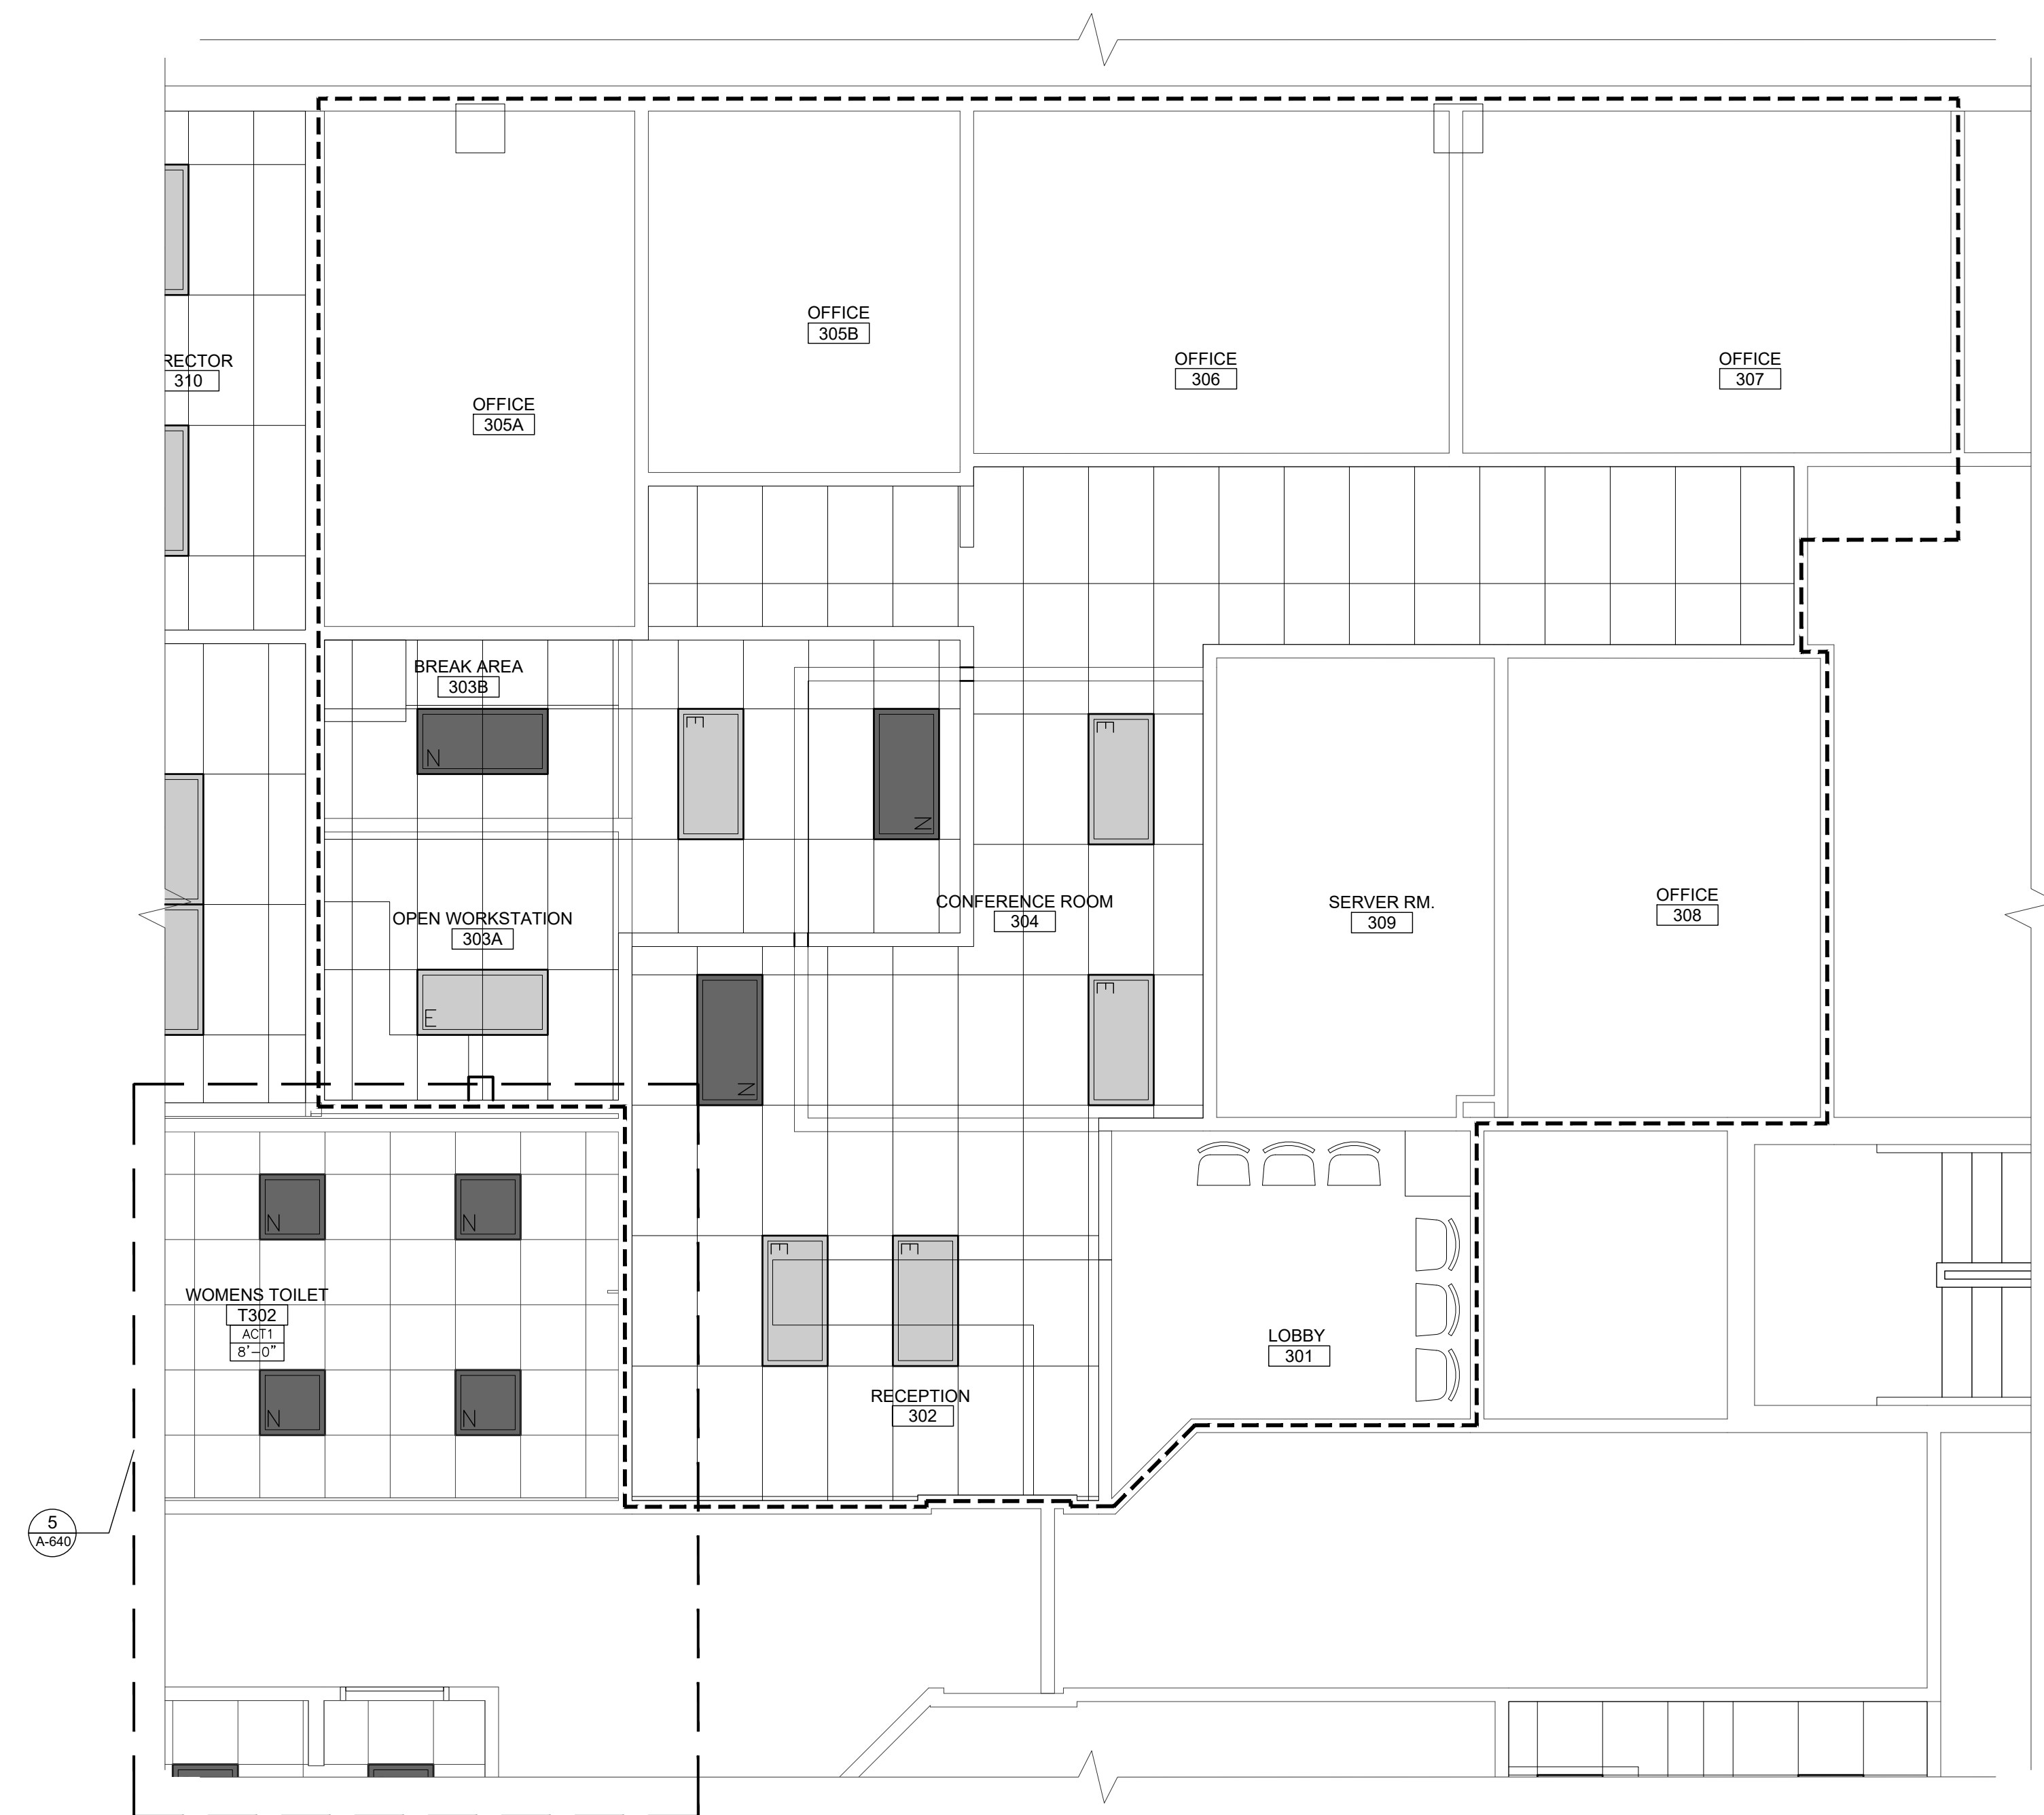 OFFICE
305B
OFFICE
306
OFFICE
307
RECTOR
310
OFFICE
305A
BREAK AREA
303B
E
N
E
N
N
OPEN WORKSTATION
303A
CONFERENCE ROOM
304
SERVER RM.
309
OFFICE
308
E
E
N
N
N
E
E
WOMENS TOILET
T302
ACT1
8'-0"
LOBBY
301
RECEPTION
302
N
N
5
A-640